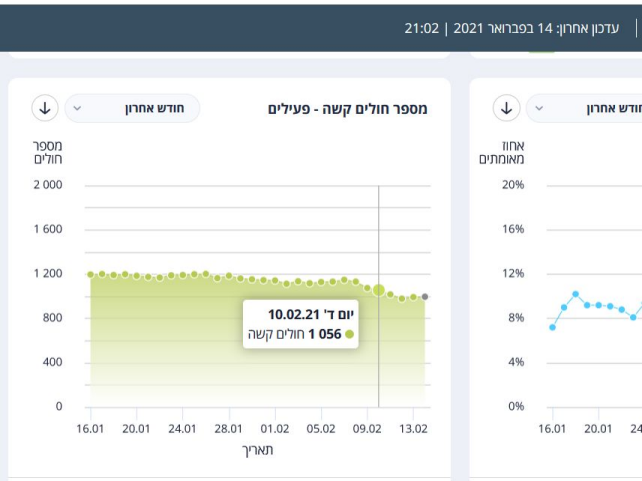 עדכון אחרון: 14 בפברואר 2021 | 21:02
מספר חולים קשה - פעילים
חודש אחרון
מספר
חולים
2 000
1 600
1 200
800
400
0
יום ד' 10.02.21
1 056 חולים קשה
16.01 20.01 24.01 28.01 01.02 05.02 09.02 13.02
תאריך
חודש אחרון
אחוז
מאומתים
20%
16%
12%
8%
4%
0%
16.01 20.01 24